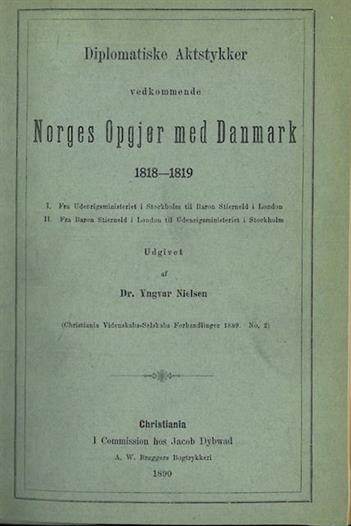 Diplomatiske Aktstykker
vedkommende
Norges Opgjør med Danmark
1818—1819
I. Fra Udenrigsministeriet i Stockholm til Baron Stierneld i London
II. Fra Baron Stierneld i London til Udenrigsministeriet i Stockholm
Udgivet
af
Dr. Yngvar Nielsen
(Christiania Videnskabs-Selskabs Forhandlinger 1889. No. 2)
Christiania
I Commission hos Jacob Dybwad
A. W. Brøggers Bogtrykkeri
1890